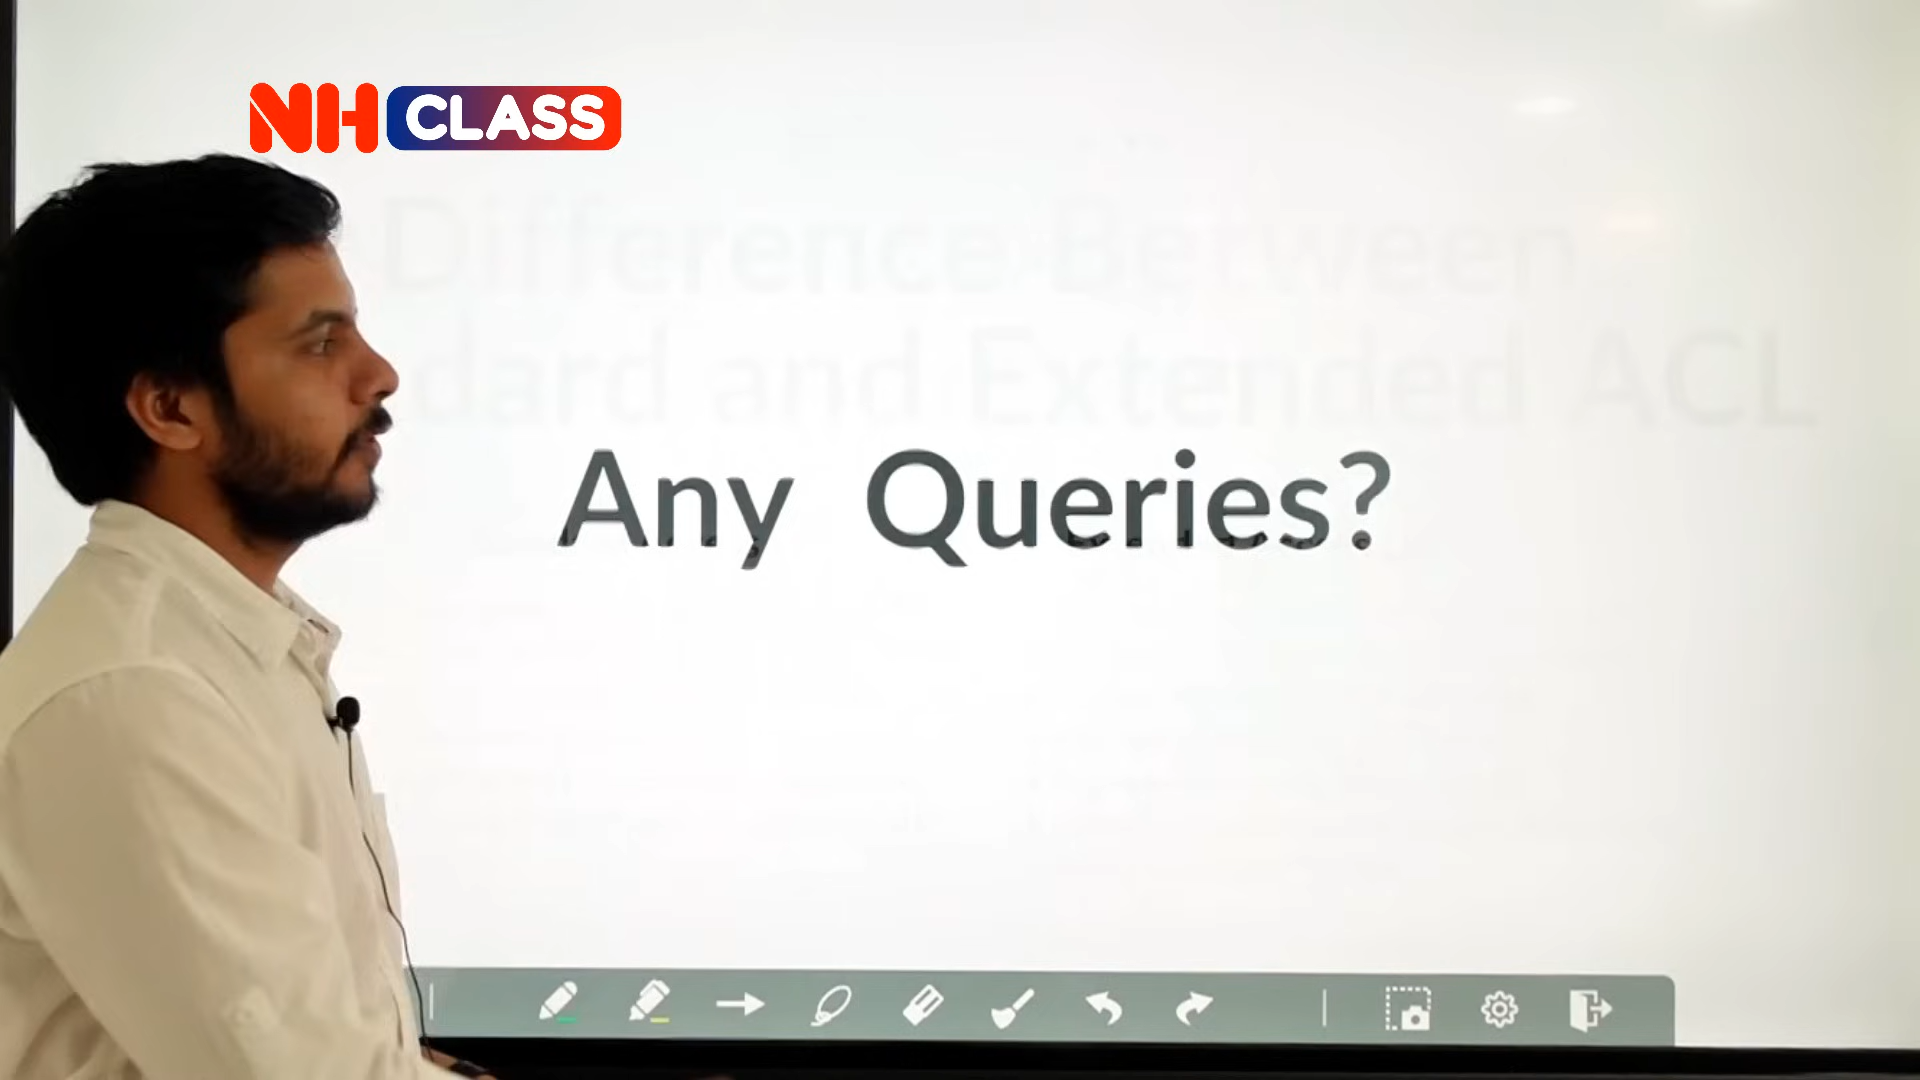 NH CLASS
Difference Between
dard and Extended ACL
Any Queries?